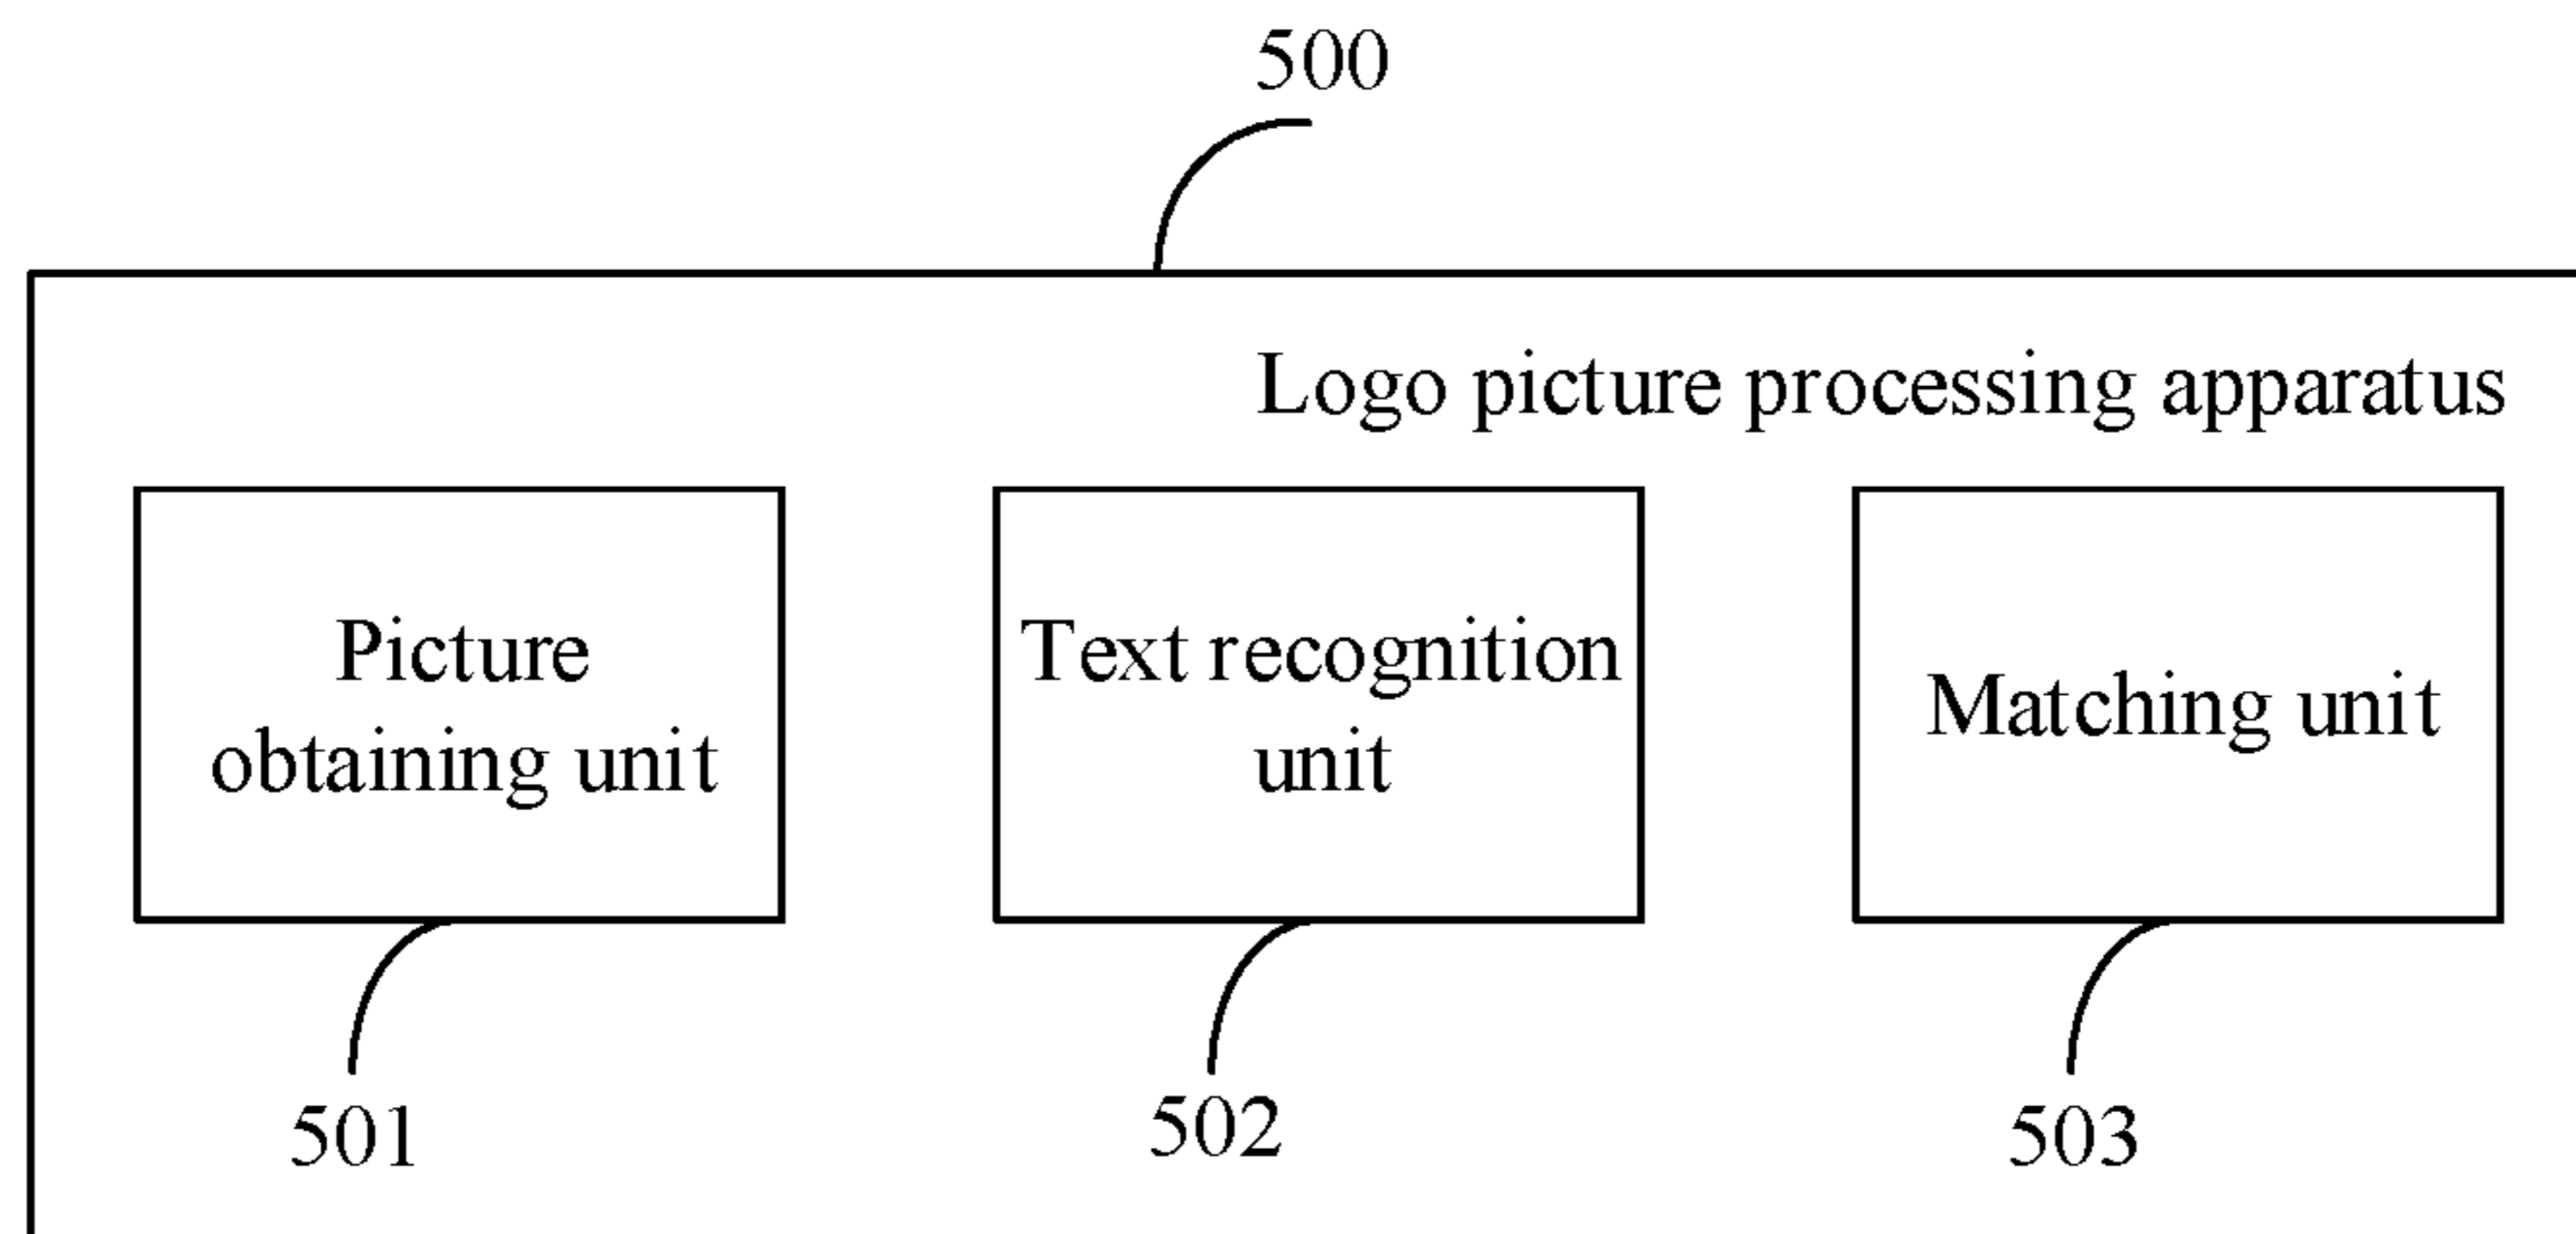 500
Logo picture processing apparatus
Picture
obtaining unit
Text recognition
unit
Matching unit
501
502
503